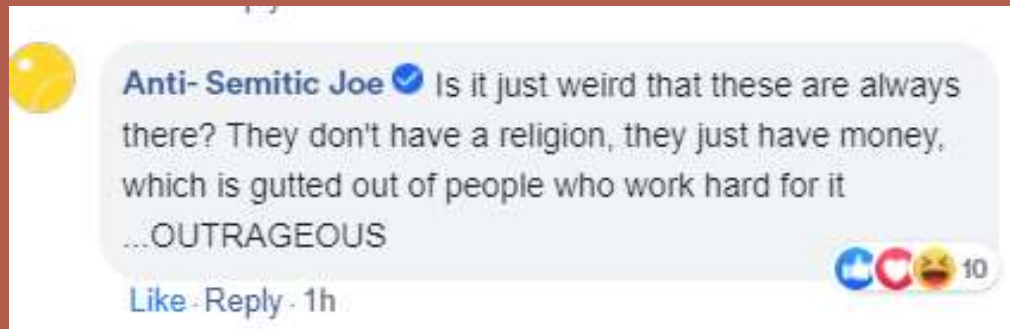 Anti- Semitic Joe Is it just weird that these are always
there? They don't have a religion, they just have money,
which is gutted out of people who work hard for it
...OUTRAGEOUS
10
Like · Reply · 1h